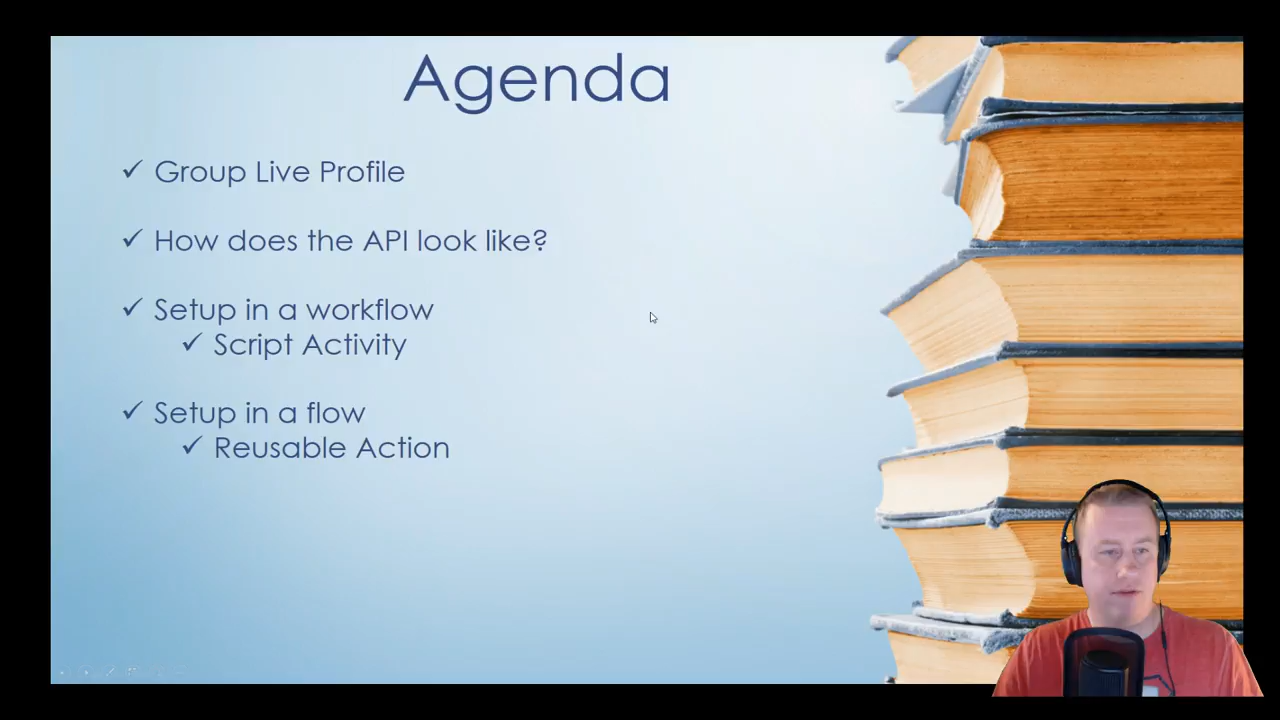 Agenda
✓ Group Live Profile
✓ How does the API look like?
✓ Setup in a workflow
✓ Script Activity
✓ Setup in a flow
✓ Reusable Action